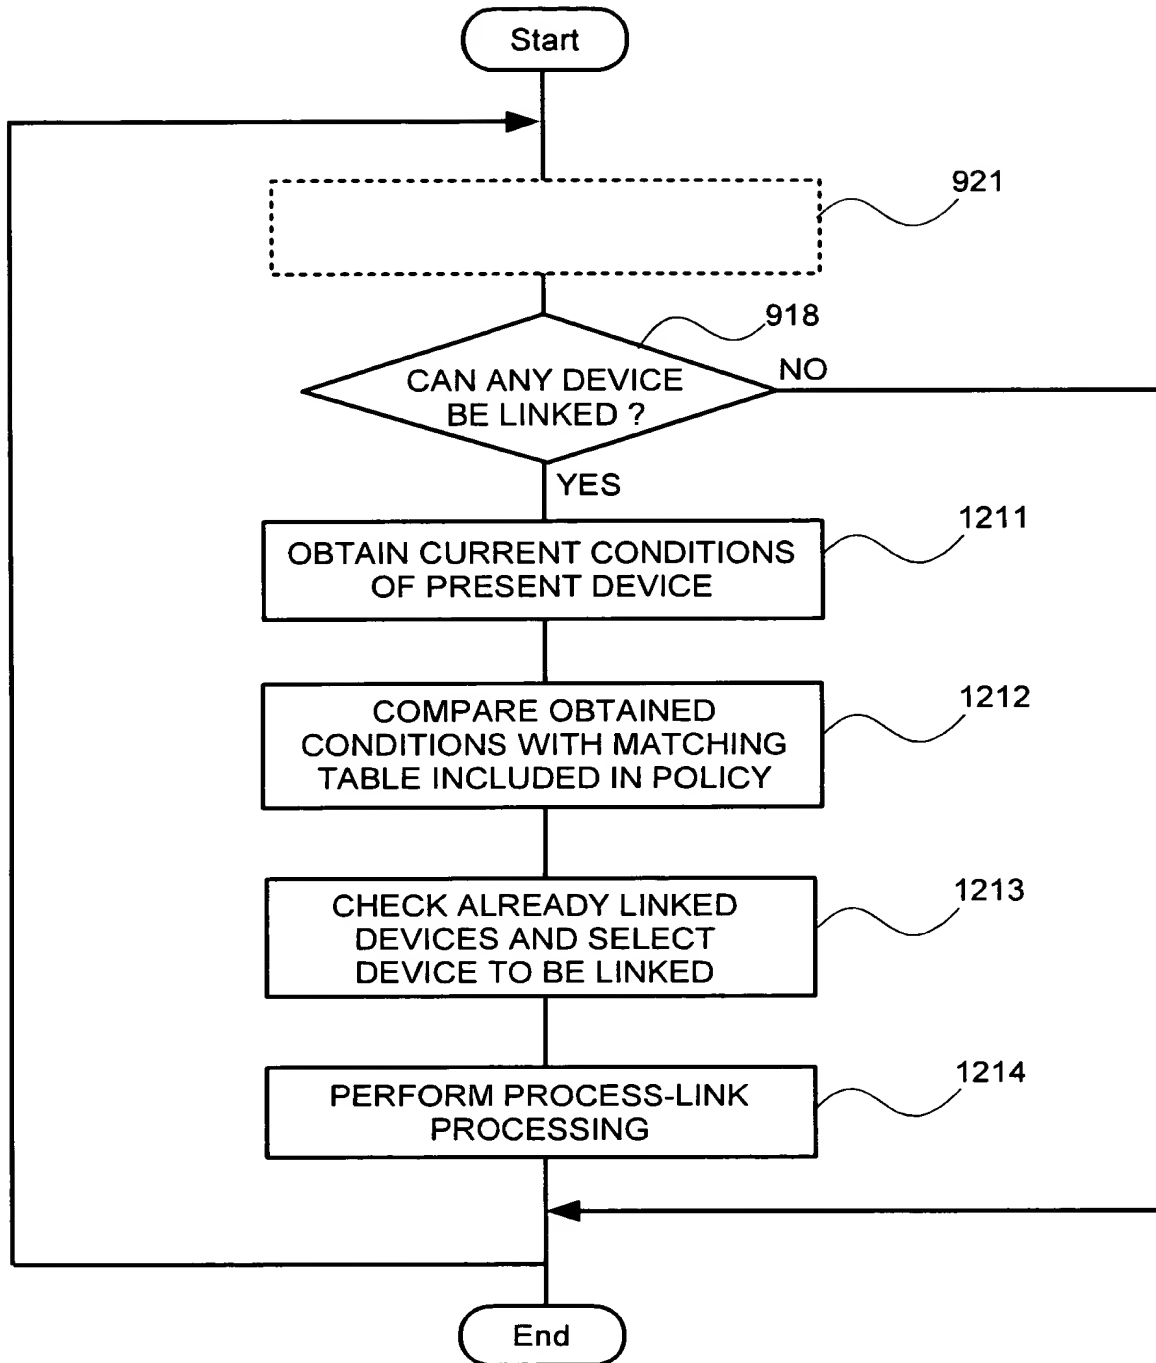 Start
921
918
CAN ANY DEVICE
BE LINKED ?
NO
YES
1211
OBTAIN CURRENT CONDITIONS
OF PRESENT DEVICE
1212
COMPARE OBTAINED
CONDITIONS WITH MATCHING
TABLE INCLUDED IN POLICY
1213
CHECK ALREADY LINKED
DEVICES AND SELECT
DEVICE TO BE LINKED
1214
PERFORM PROCESS-LINK
PROCESSING
End